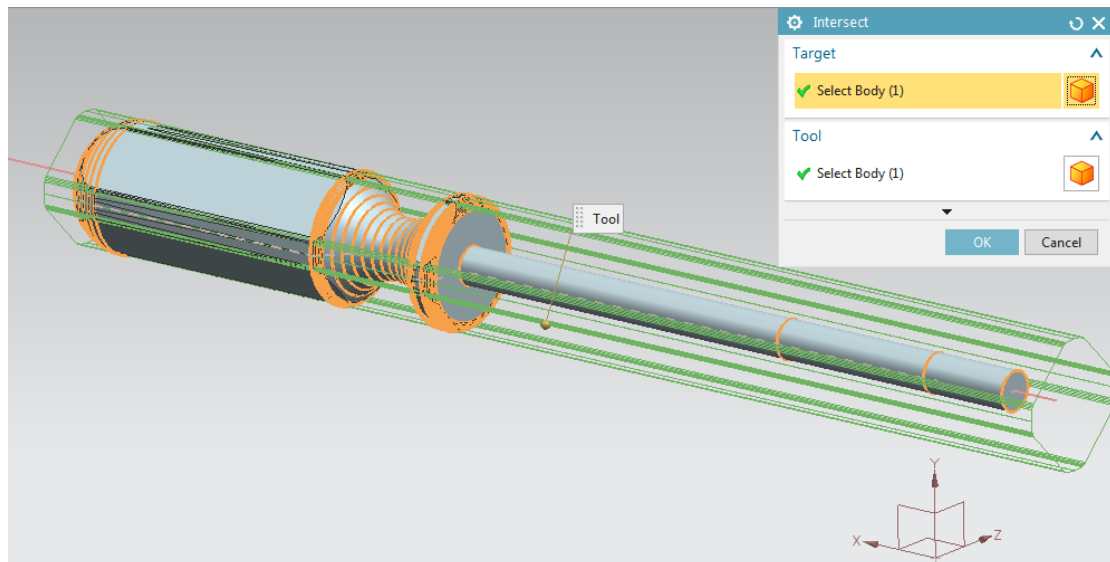 Intersect
Target
Select Body (1)
Tool
Select Body (1)
OK Cancel
Tool
Y
X
Z